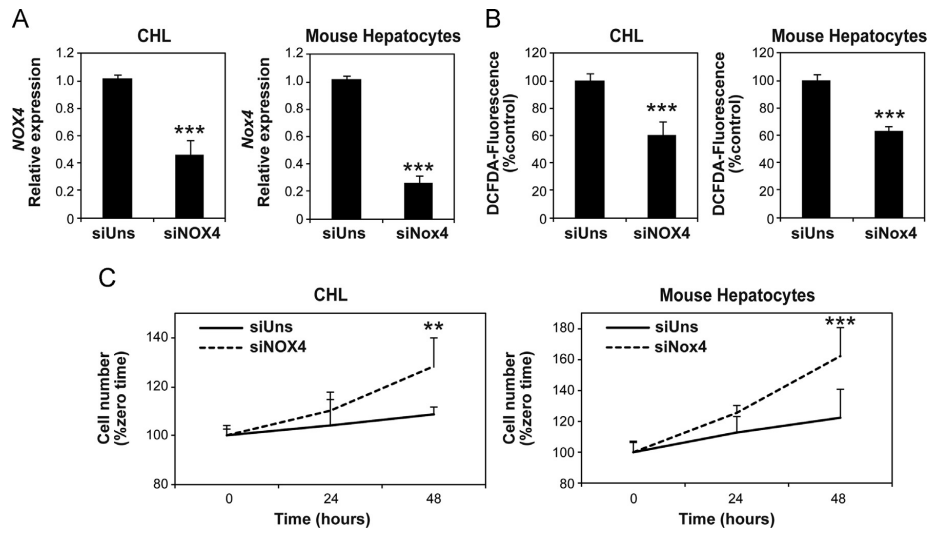 A
CHL
NOX4
Relative expression
1.2
1.0
0.8
0.6
0.4
0.2
0
***
siUns
siNOX4
Mouse Hepatocytes
Nox4
Relative expression
1.2
1.0
0.8
0.6
0.4
0.2
0
***
siUns
siNox4
B
CHL
DCFDA-Fluorescence
(%control)
120
100
80
60
40
20
0
***
siUns
siNOX4
Mouse Hepatocytes
DCFDA-Fluorescence
(%control)
120
100
80
60
40
20
0
***
siUns
siNox4
C
CHL
Cell number
(%zero time)
140
120
100
80
siUns
siNOX4
**
0
24
48
Time (hours)
Mouse Hepatocytes
Cell number
(%zero time)
180
160
140
120
100
80
siUns
siNox4
***
0
24
48
Time (hours)